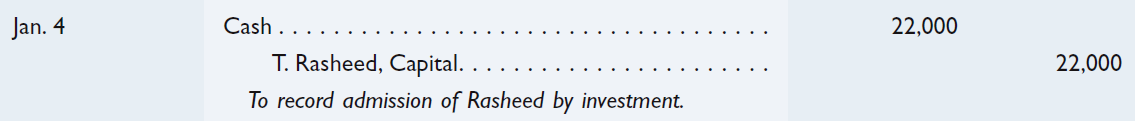 Jan. 4 Cash . . . . . . . . . . . . . . . . . . . . . . . . . . . . . . . . . . . . 22,000
T. Rasheed, Capital. . . . . . . . . . . . . . . . . . . . . . . 22,000
To record admission of Rasheed by investment.